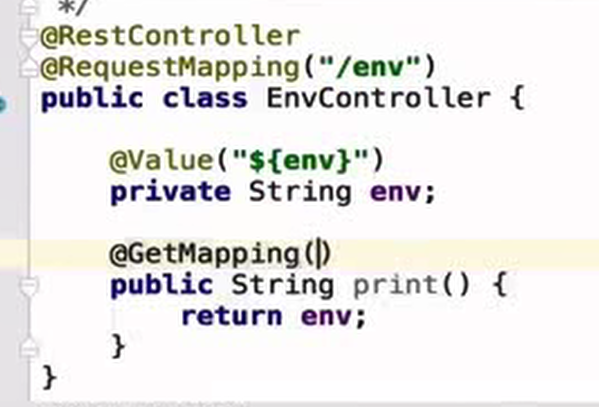 */
@RestController
@RequestMapping("/env")
public class EnvController {
@Value("${env}")
private String env;
@GetMapping()
public String print() {
return env;
}
}